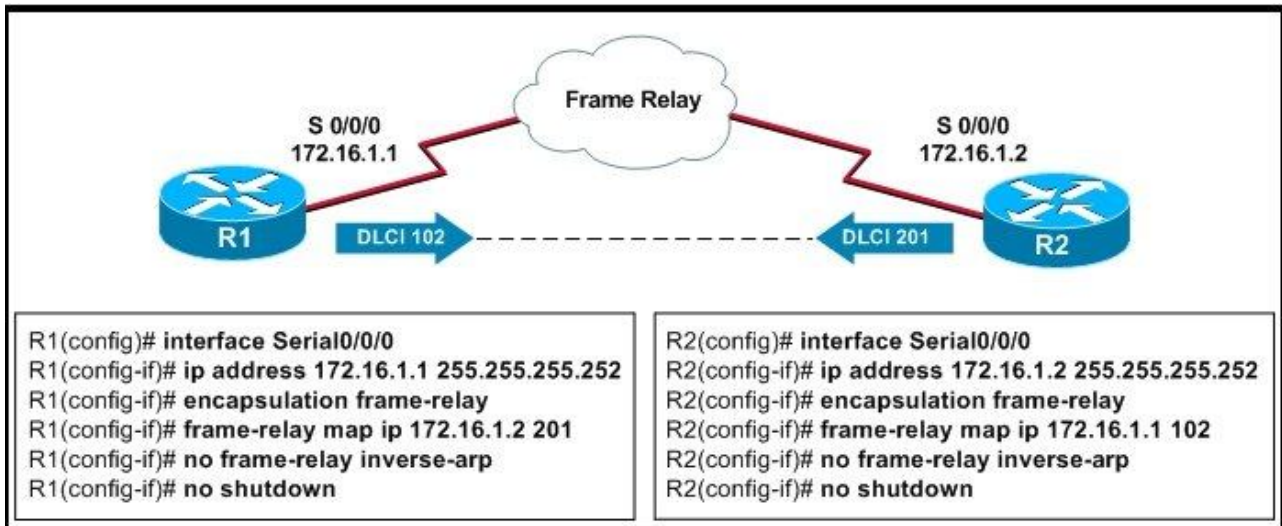 Frame Relay
S 0/0/0
172.16.1.1
S 0/0/0
172.16.1.2
R1
DLCI 102
DLCI 201
R2
R1(config)# interface Serial0/0/0
R1(config-if)# ip address 172.16.1.1 255.255.255.252
R1(config-if)# encapsulation frame-relay
R1(config-if)# frame-relay map ip 172.16.1.2 201
R1(config-if)# no frame-relay inverse-arp
R1(config-if)# no shutdown
R2(config)# interface Serial0/0/0
R2(config-if)# ip address 172.16.1.2 255.255.255.252
R2(config-if)# encapsulation frame-relay
R2(config-if)# frame-relay map ip 172.16.1.1 102
R2(config-if)# no frame-relay inverse-arp
R2(config-if)# no shutdown